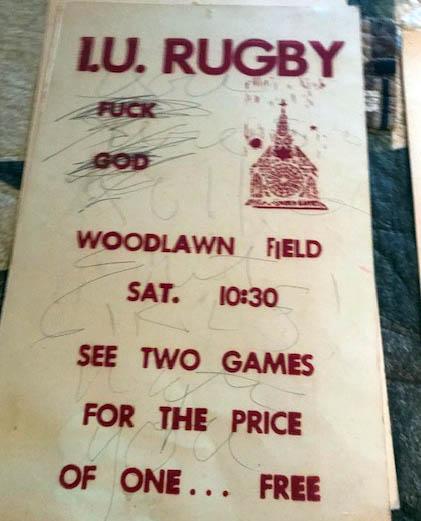 I.U. RUGBY
FUCK
GOD
WOODLAWN FIELD
SAT. 10:30
SEE TWO GAMES
FOR THE PRICE
OF ONE... FREE